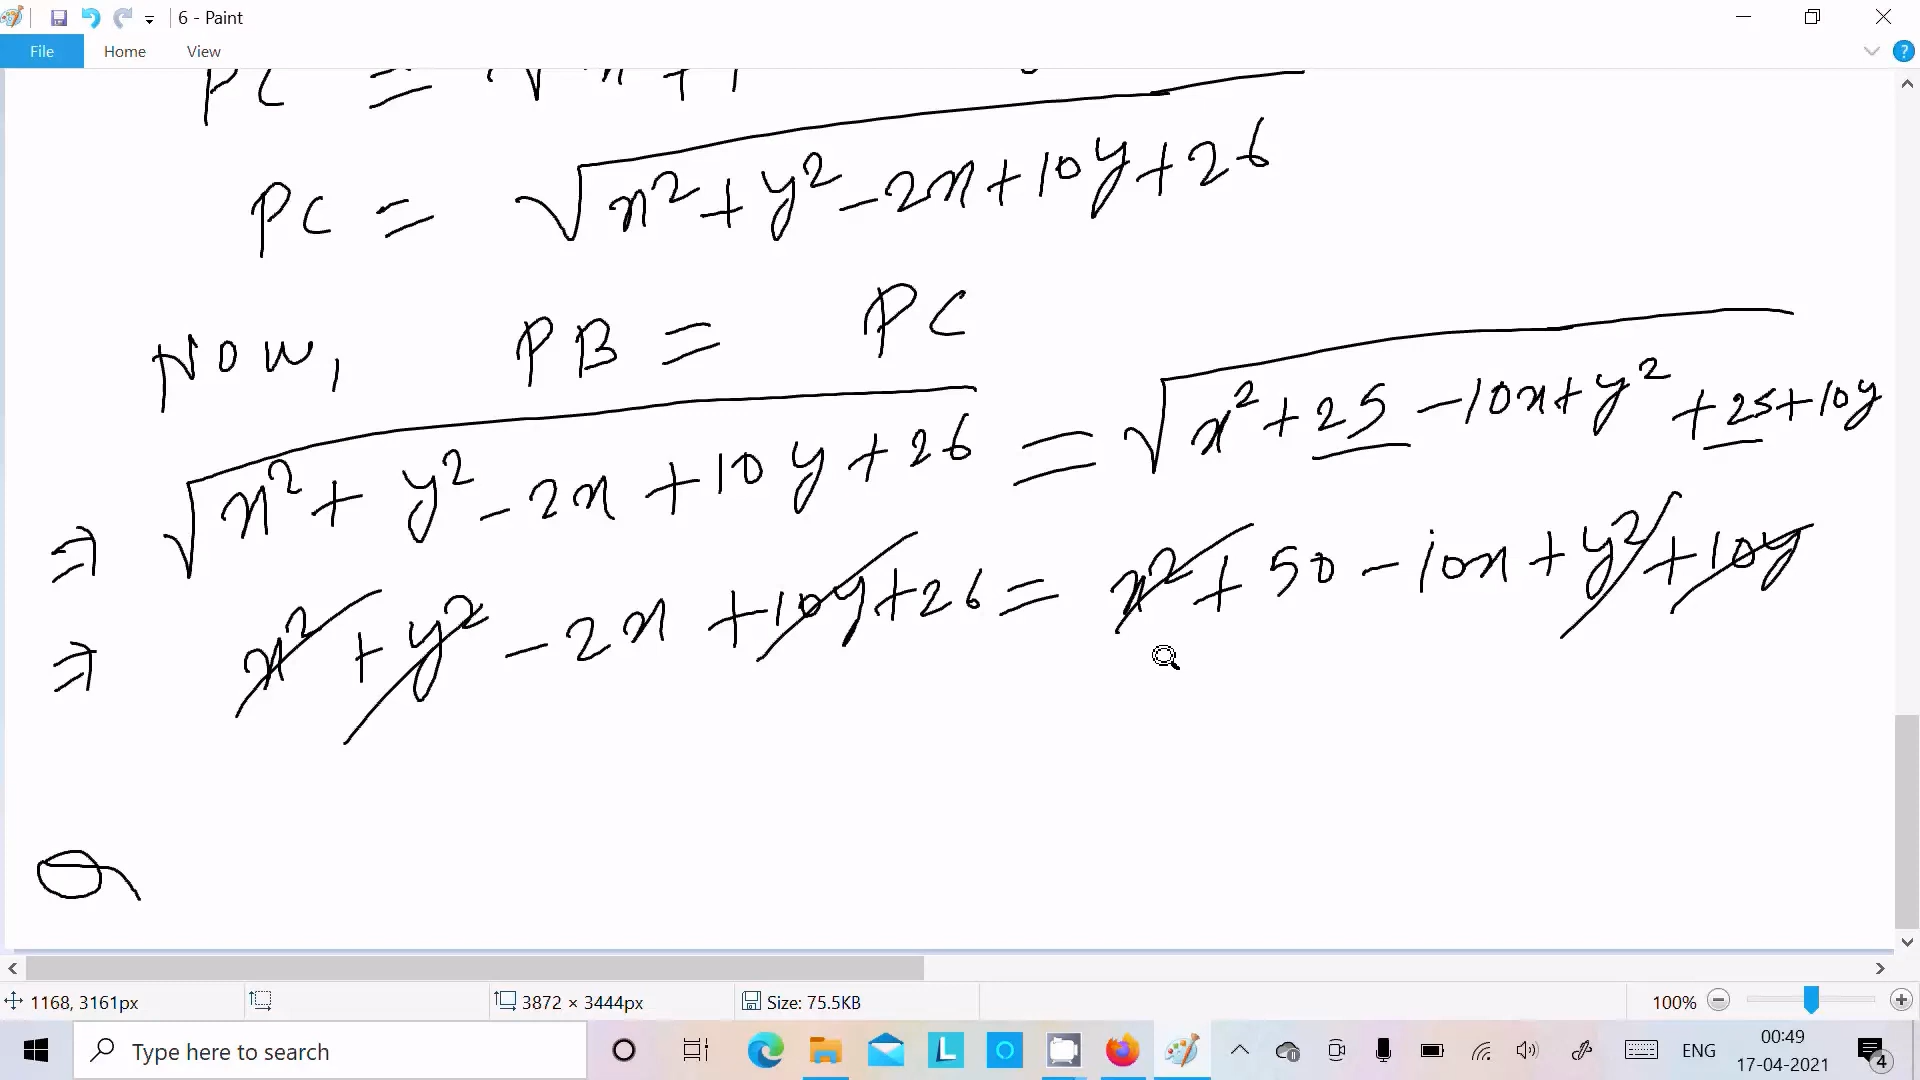 6 - Paint
File Home View
PC =
PC = √x²+y²-2x+10y+26
Now, PB = PC
⇒ √x²+y²-2x+10y+26 = √x²+25-10x+y²+25+10y
⇒ x²+y²-2x+10y+26 = x²+50-10x+y²+10y
1168, 3161px 3872 × 3444px Size: 75.5KB 100%
Type here to search ENG 00:49
17-04-2021 4